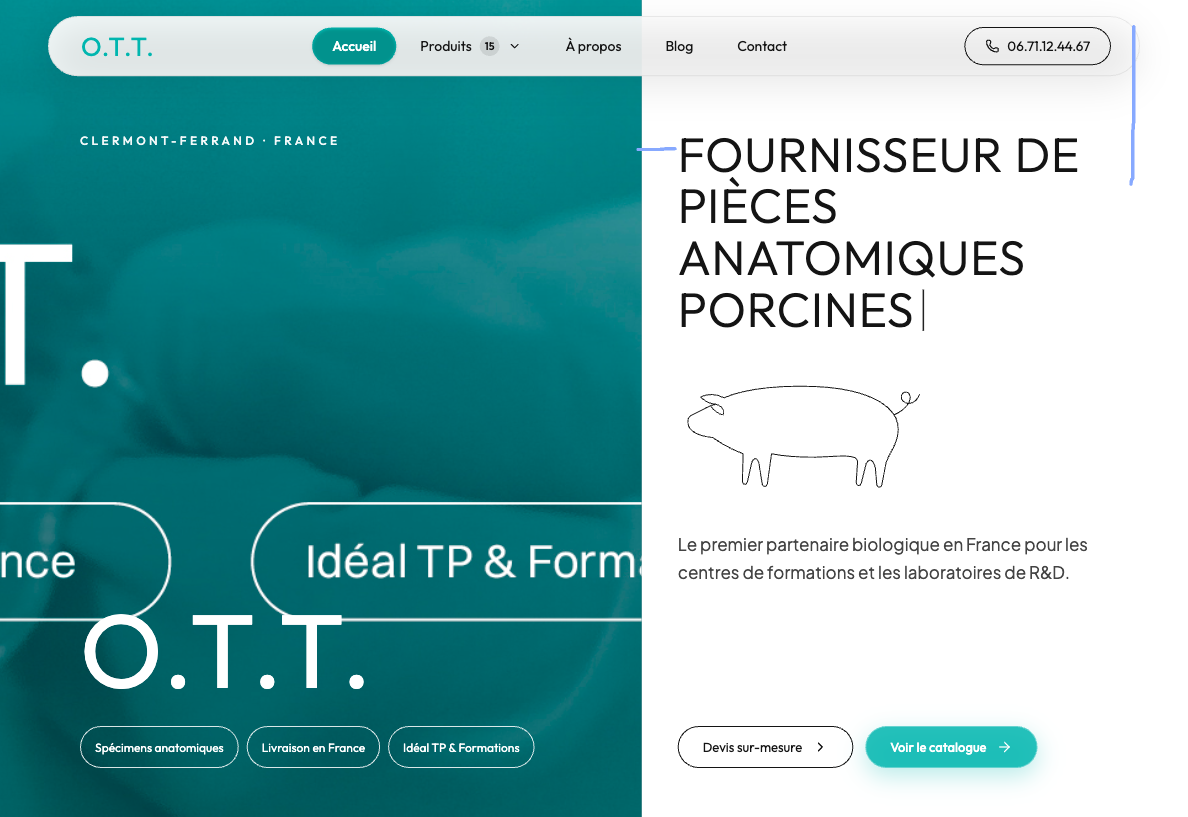 O.T.T.
Accueil
Produits 15
À propos
Blog
Contact
06.71.12.44.67
CLERMONT-FERRAND · FRANCE
FOURNISSEUR DE
PIÈCES
ANATOMIQUES
PORCINES
T.
Le premier partenaire biologique en France pour les
centres de formations et les laboratoires de R&D.
Idéal TP &
O.T.T.
Spécimens anatomiques
Livraison en France
Idéal TP & Formations
Devis sur-mesure
Voir le catalogue